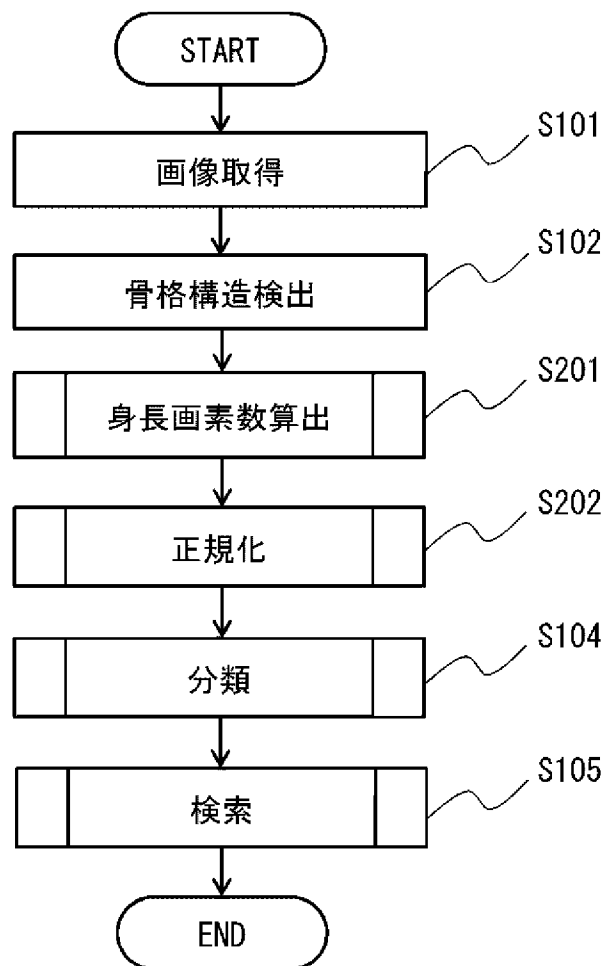 START
画像取得
S101
骨格構造検出
S102
身長画素数算出
S201
正規化
S202
分類
S104
検索
S105
END